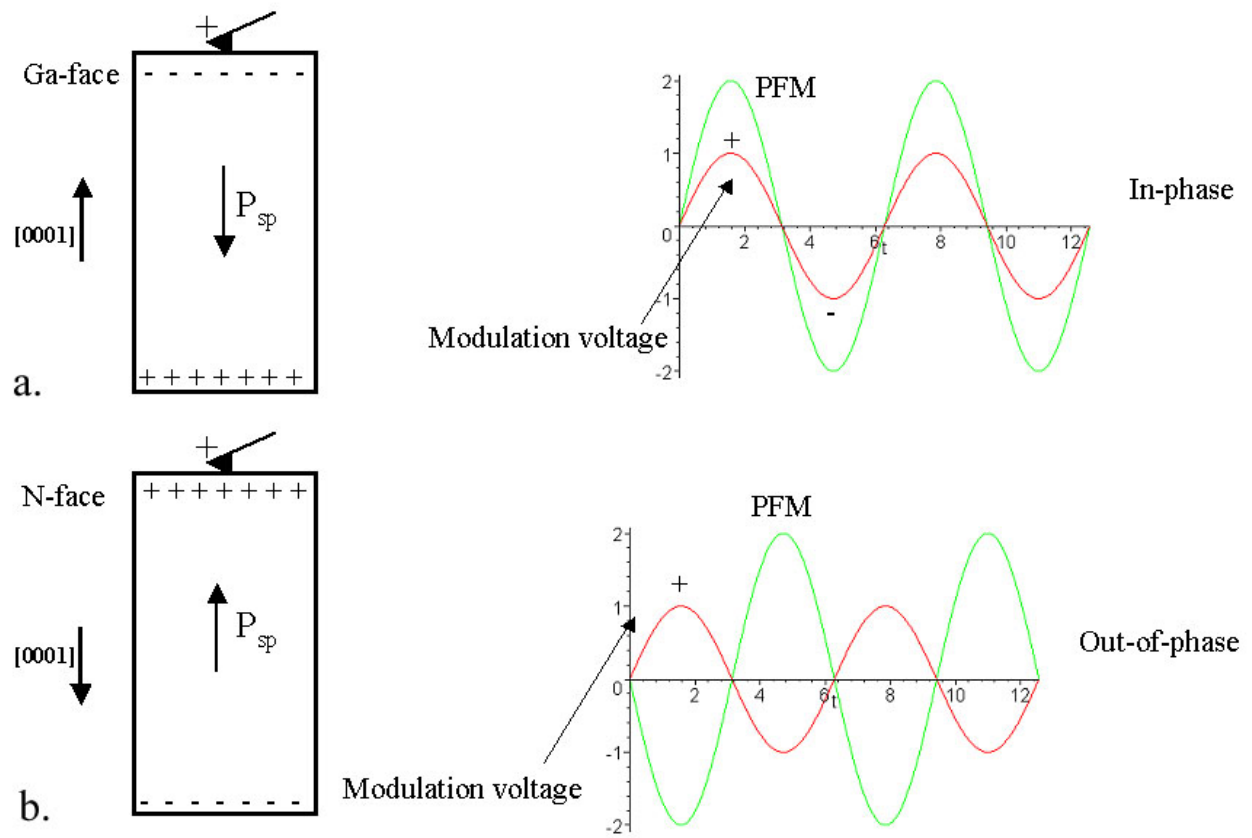 +
Ga-face
- - - - - - - -
[0001]
P_sp
+ + + + + + +
a.
PFM
+
2
1
0
-1
-2
2 4 6 t 8 10 12
-
Modulation voltage
In-phase
+
N-face
+ + + + + + +
[0001]
P_sp
- - - - - - - -
b.
PFM
+
2
1
0
-1
-2
2 4 6 t 8 10 12
Modulation voltage
Out-of-phase